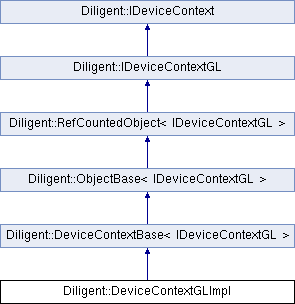 Diligent::IDeviceContext
Diligent::IDeviceContextGL
Diligent::RefCountedObject< IDeviceContextGL >
Diligent::ObjectBase< IDeviceContextGL >
Diligent::DeviceContextBase< IDeviceContextGL >
Diligent::DeviceContextGLImpl